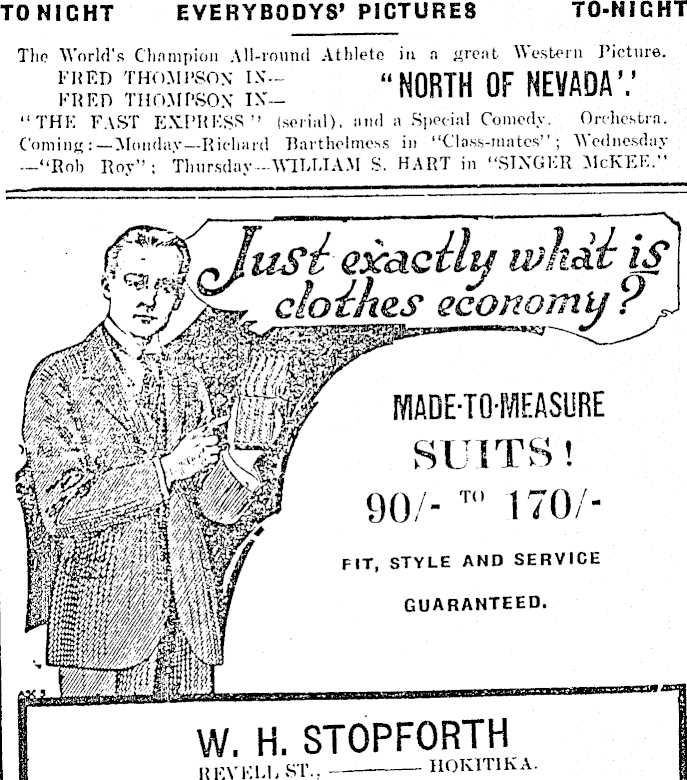 TO NIGHT EVERYBODYS' PICTURES TO-NIGHT
The World's Champion All-round Athlete in a great Western Picture.
FRED THOMPSON IN—
FRED THOMPSON IN—
"NORTH OF NEVADA'.'
"THE FAST EXPRESS" (serial), and a Special Comedy. Orchestra.
Coming:—Monday—Richard Barthelmess in "Class-mates"; Wednesday
—"Rob Roy"; Thursday—WILLIAM S. HART in "SINGER McKEE."
Just exactly what is
clothes economy?
MADE-TO-MEASURE
SUITS!
90/- TO 170/-
FIT, STYLE AND SERVICE
GUARANTEED.
W. H. STOPFORTH
REVELL ST., ——— HOKITIKA.